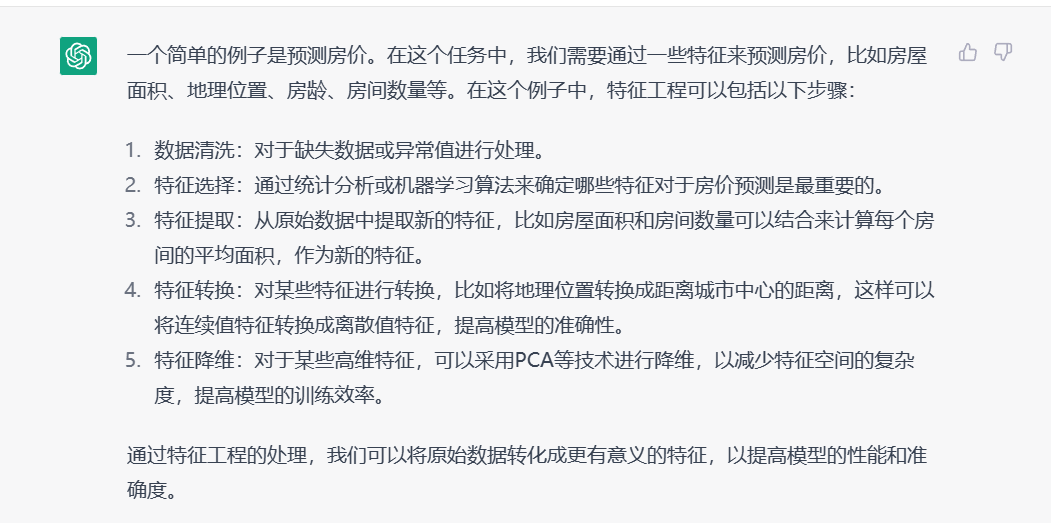 一个简单的例子是预测房价。在这个任务中，我们需要通过一些特征来预测房价，比如房屋
面积、地理位置、房龄、房间数量等。在这个例子中，特征工程可以包括以下步骤：
1. 数据清洗：对于缺失数据或异常值进行处理。
2. 特征选择：通过统计分析或机器学习算法来确定哪些特征对于房价预测是最重要的。
3. 特征提取：从原始数据中提取新的特征，比如房屋面积和房间数量可以结合来计算每个房
间的平均面积，作为新的特征。
4. 特征转换：对某些特征进行转换，比如将地理位置转换成距离城市中心的距离，这样可以
将连续值特征转换成离散值特征，提高模型的准确性。
5. 特征降维：对于某些高维特征，可以采用PCA等技术进行降维，以减少特征空间的复杂
度，提高模型的训练效率。
通过特征工程的处理，我们可以将原始数据转化成更有意义的特征，以提高模型的性能和准
确度。